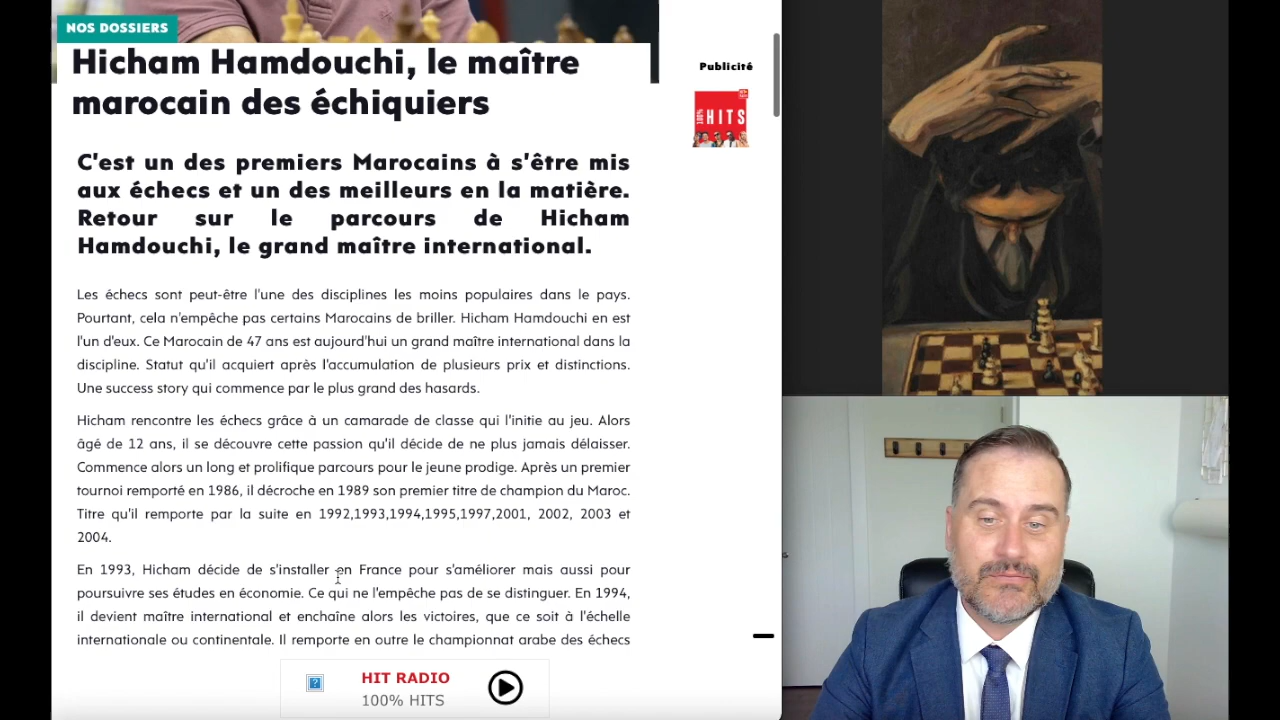 NOS DOSSIERS
Hicham Hamdouchi, le maître
marocain des échiquiers
C'est un des premiers Marocains à s'être mis
aux échecs et un des meilleurs en la matière.
Retour sur le parcours de Hicham
Hamdouchi, le grand maître international.
Les échecs sont peut-être l'une des disciplines les moins populaires dans le pays.
Pourtant, cela n'empêche pas certains Marocains de briller. Hicham Hamdouchi en est
l'un d'eux. Ce Marocain de 47 ans est aujourd'hui un grand maître international dans la
discipline. Statut qu'il acquiert après l'accumulation de plusieurs prix et distinctions.
Une success story qui commence par le plus grand des hasards.
Hicham rencontre les échecs grâce à un camarade de classe qui l'initie au jeu. Alors
âgé de 12 ans, il se découvre cette passion qu'il décide de ne plus jamais délaisser.
Commence alors un long et prolifique parcours pour le jeune prodige. Après un premier
tournoi remporté en 1986, il décroche en 1989 son premier titre de champion du Maroc.
Titre qu'il remporte par la suite en 1992,1993,1994,1995,1997,2001, 2002, 2003 et
2004.
En 1993, Hicham décide de s'installer en France pour s'améliorer mais aussi pour
poursuivre ses études en économie. Ce qui ne l'empêche pas de se distinguer. En 1994,
il devient maître international et enchaîne alors les victoires, que ce soit à l'échelle
internationale ou continentale. Il remporte en outre le championnat arabe des échecs
HIT RADIO
100% HITS
Publicité
100% HITS